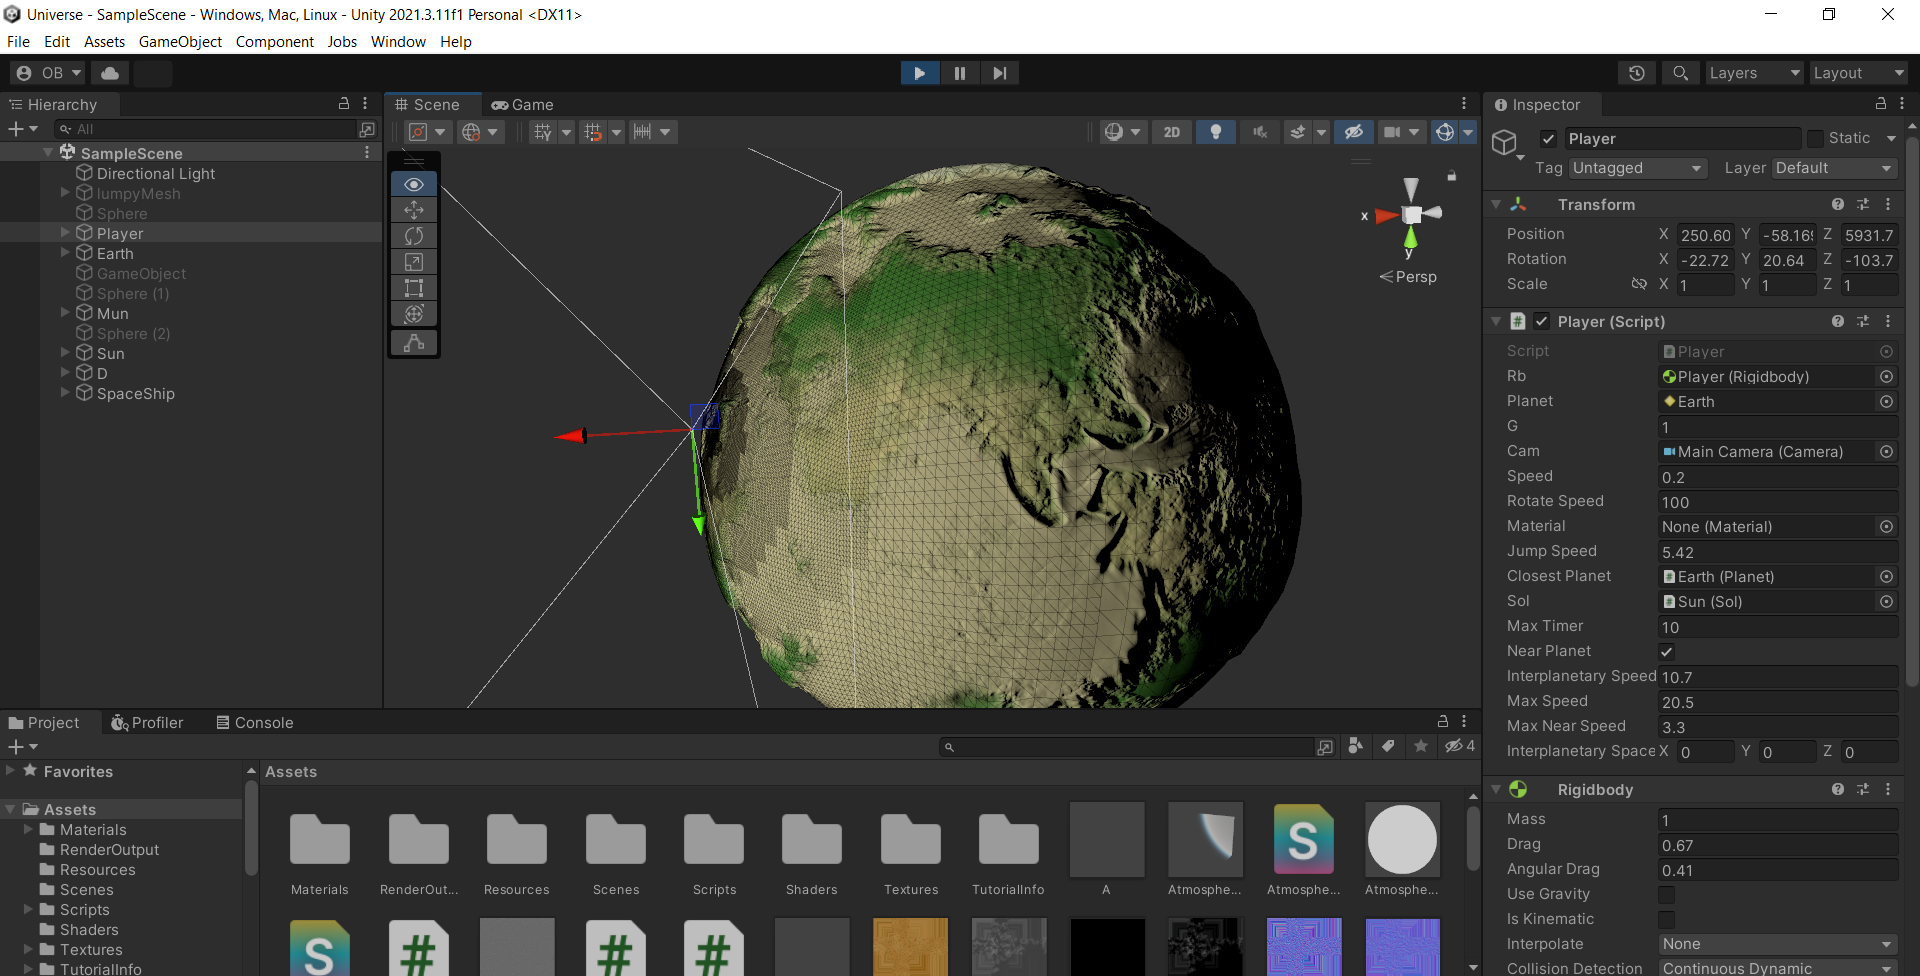 Universe - SampleScene - Windows, Mac, Linux - Unity 2021.3.11f1 Personal <DX11>
File Edit Assets GameObject Component Jobs Window Help
OB
Layers
Layout
Hierarchy
All
SampleScene
Directional Light
lumpyMesh
Sphere
Player
Earth
GameObject
Sphere (1)
Mun
Sphere (2)
Sun
D
SpaceShip
Scene
Game
2D
x
y
Persp
Inspector
Player
Static
Tag Untagged
Layer Default
Transform
Position X 250.60 Y -58.169 Z 5931.7
Rotation X -22.72 Y 20.64 Z -103.7
Scale X 1 Y 1 Z 1
# Player (Script)
Script Player
Rb Player (Rigidbody)
Planet Earth
G 1
Cam Main Camera (Camera)
Speed 0.2
Rotate Speed 100
Material None (Material)
Jump Speed 5.42
Closest Planet # Earth (Planet)
Sol # Sun (Sol)
Max Timer 10
Near Planet
Interplanetary Speed 10.7
Max Speed 20.5
Max Near Speed 3.3
Interplanetary Space X 0 Y 0 Z 0
Rigidbody
Mass 1
Drag 0.67
Angular Drag 0.41
Use Gravity
Is Kinematic
Interpolate None
Collision Detection Continuous Dynamic
Project
Profiler
Console
4
Favorites
Assets
Materials
RenderOutput
Resources
Scenes
Scripts
Shaders
Textures
TutorialInfo
Assets
S
Materials RenderOut... Resources Scenes Scripts Shaders Textures TutorialInfo A Atmosphe... Atmosphe... Atmosphe...
S # # #